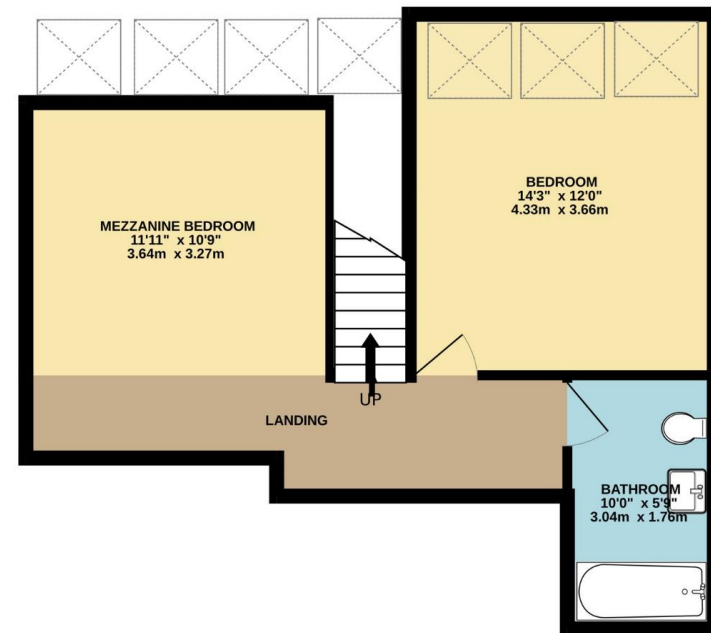 BEDROOM
14'3" x 12'0"
4.33m x 3.66m
MEZZANINE BEDROOM
11'11" x 10'9"
3.64m x 3.27m
UP
LANDING
BATHROOM
10'0" x 5'9"
3.04m x 1.76m